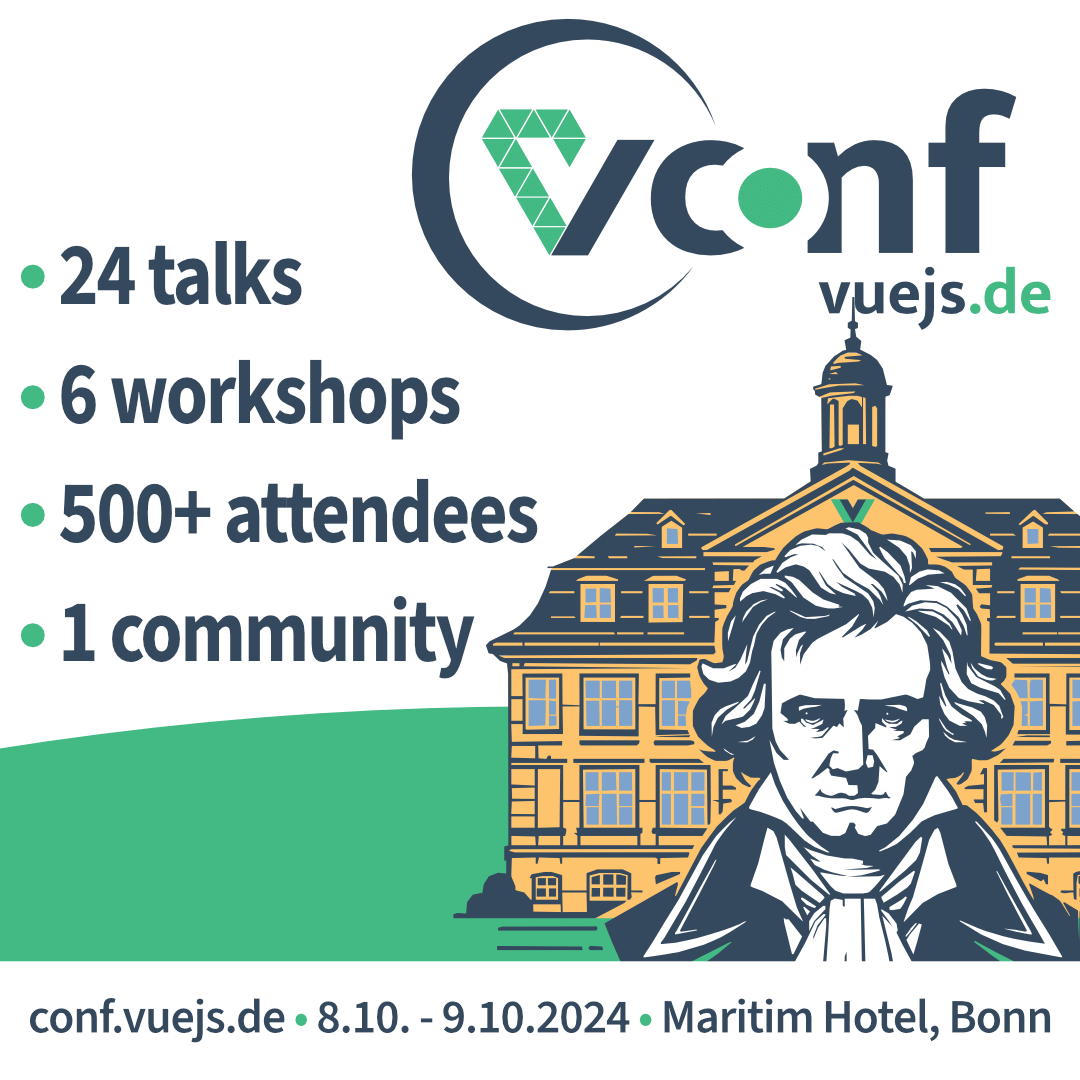 vconf
vuejs.de
• 24 talks
• 6 workshops
• 500+ attendees
• 1 community
conf.vuejs.de • 8.10. - 9.10.2024 • Maritim Hotel, Bonn